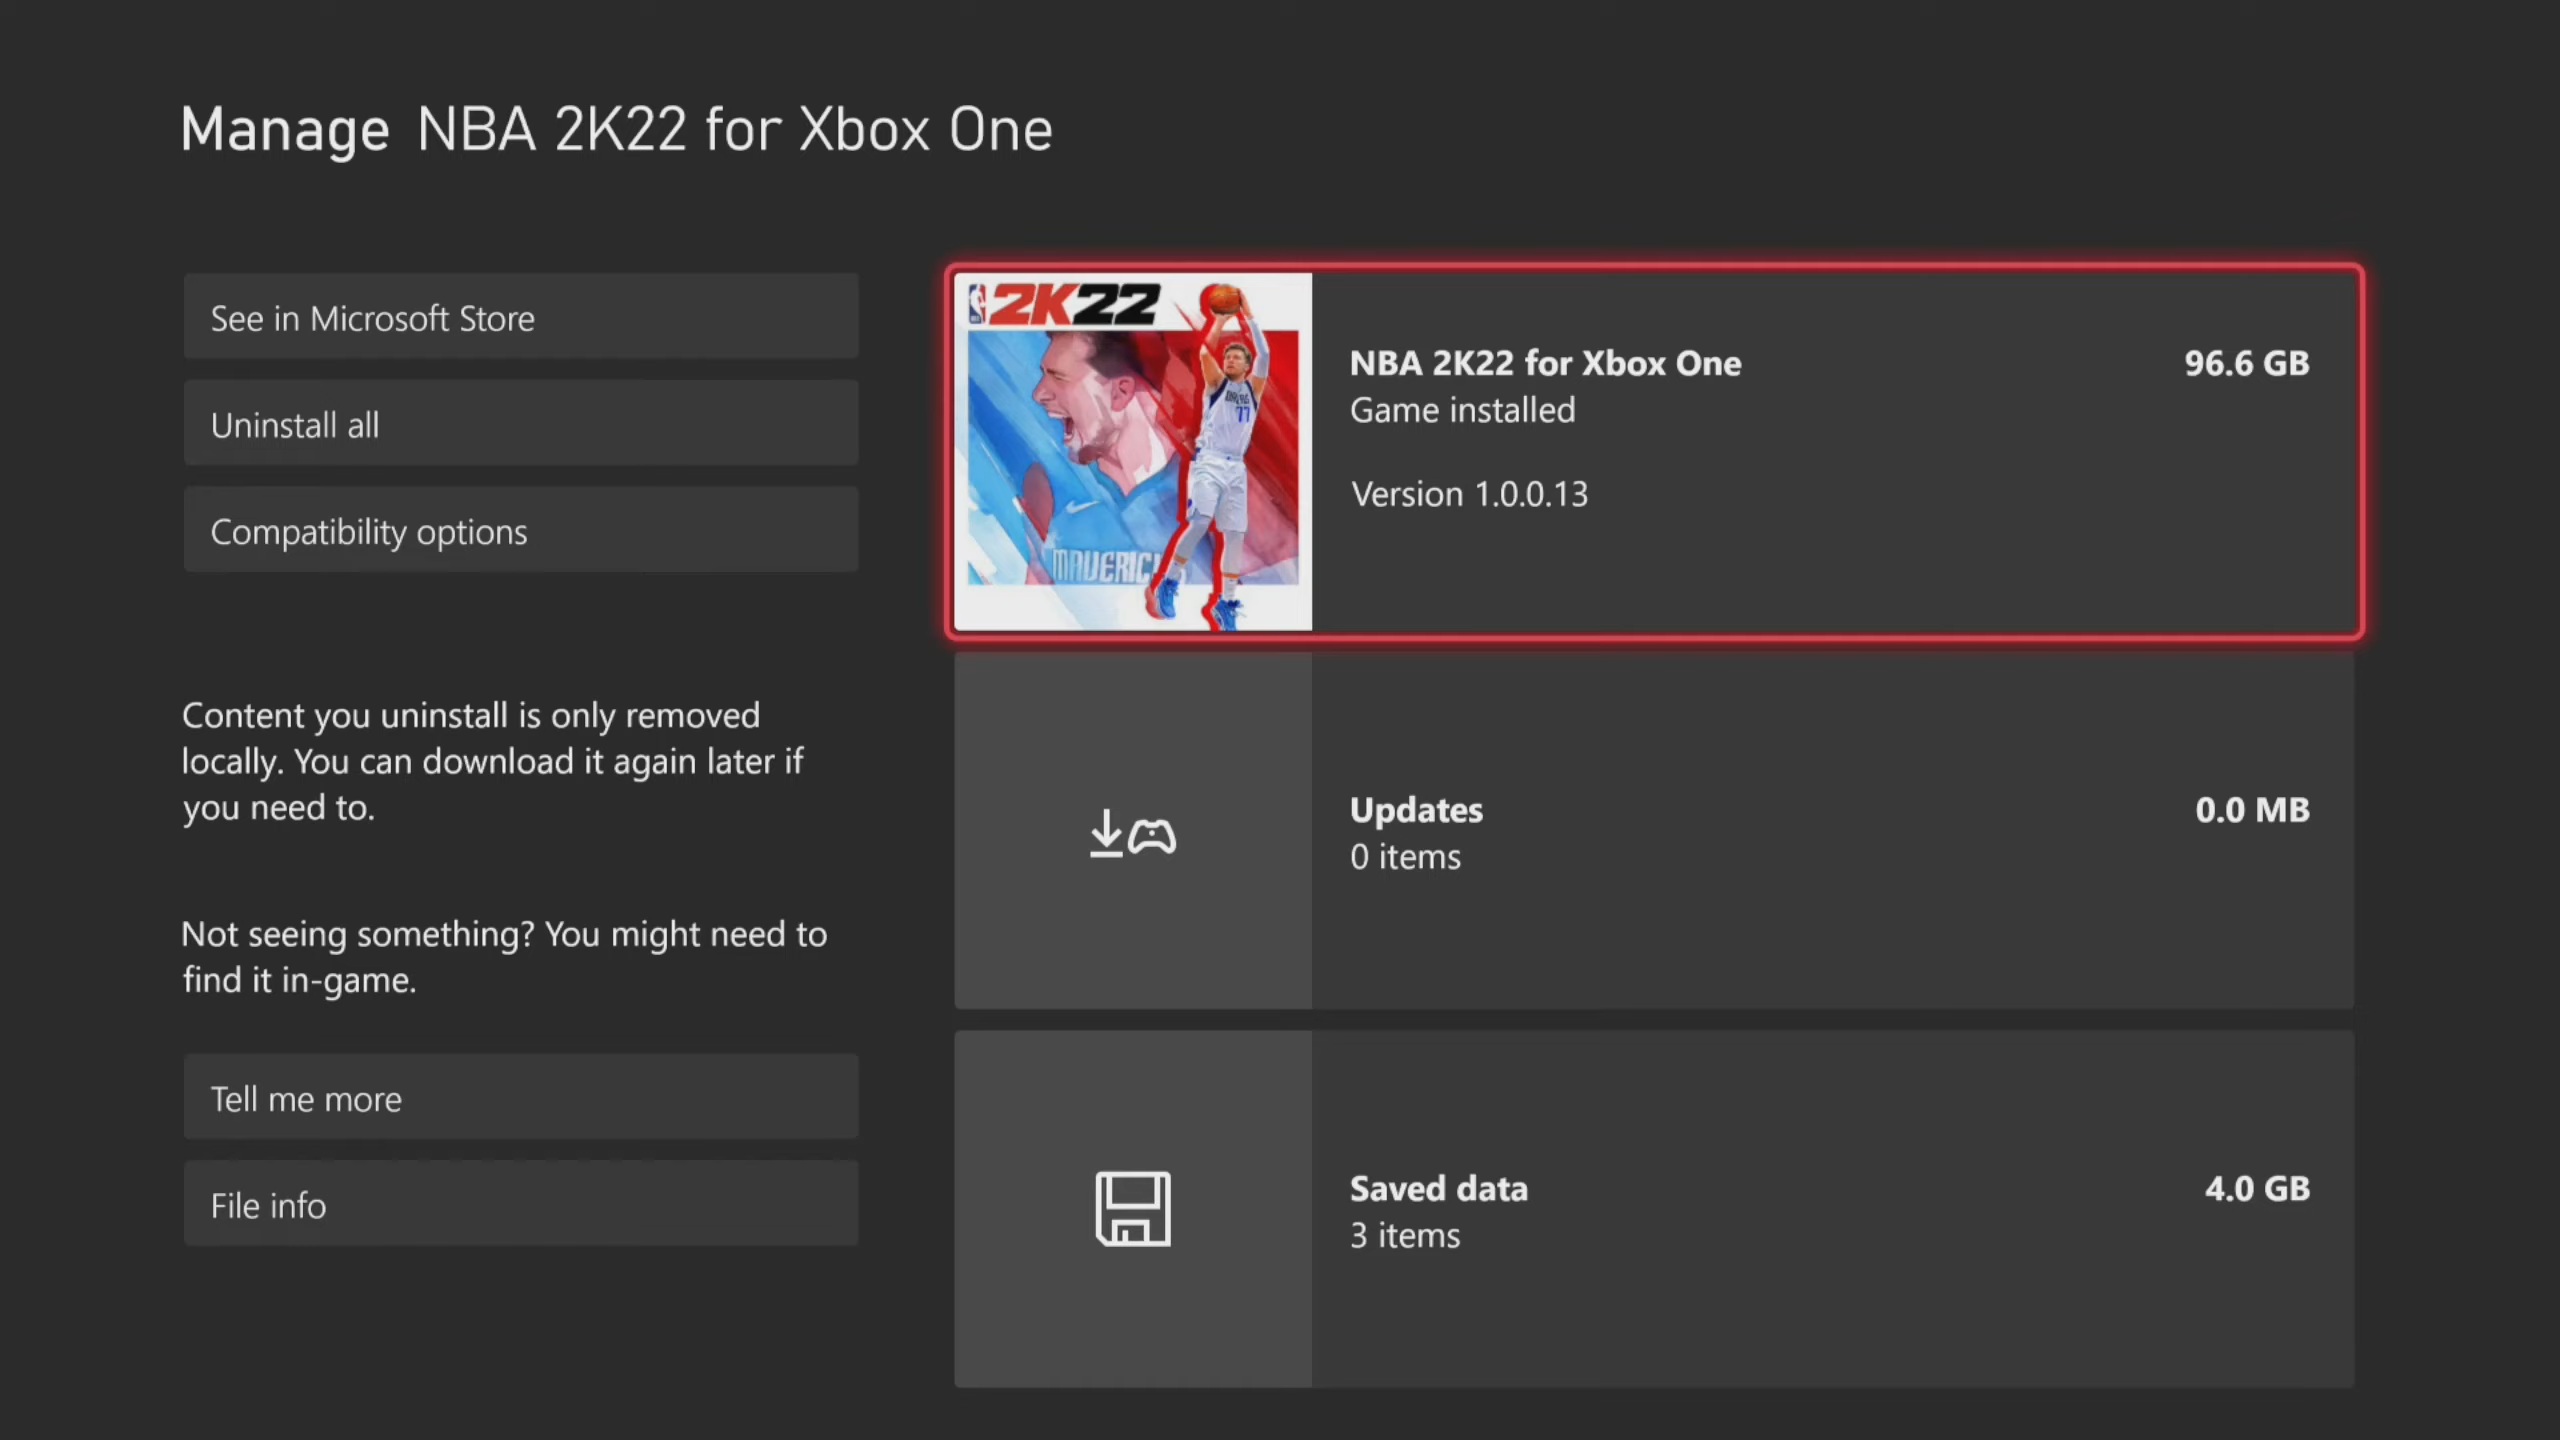 Manage NBA 2K22 for Xbox One
See in Microsoft Store
Uninstall all
Compatibility options
Content you uninstall is only removed
locally. You can download it again later if
you need to.
Not seeing something? You might need to
find it in-game.
Tell me more
File info
2K22
77
MAVERIC
NBA 2K22 for Xbox One
96.6 GB
Game installed
Version 1.0.0.13
Updates
0.0 MB
0 items
Saved data
4.0 GB
3 items